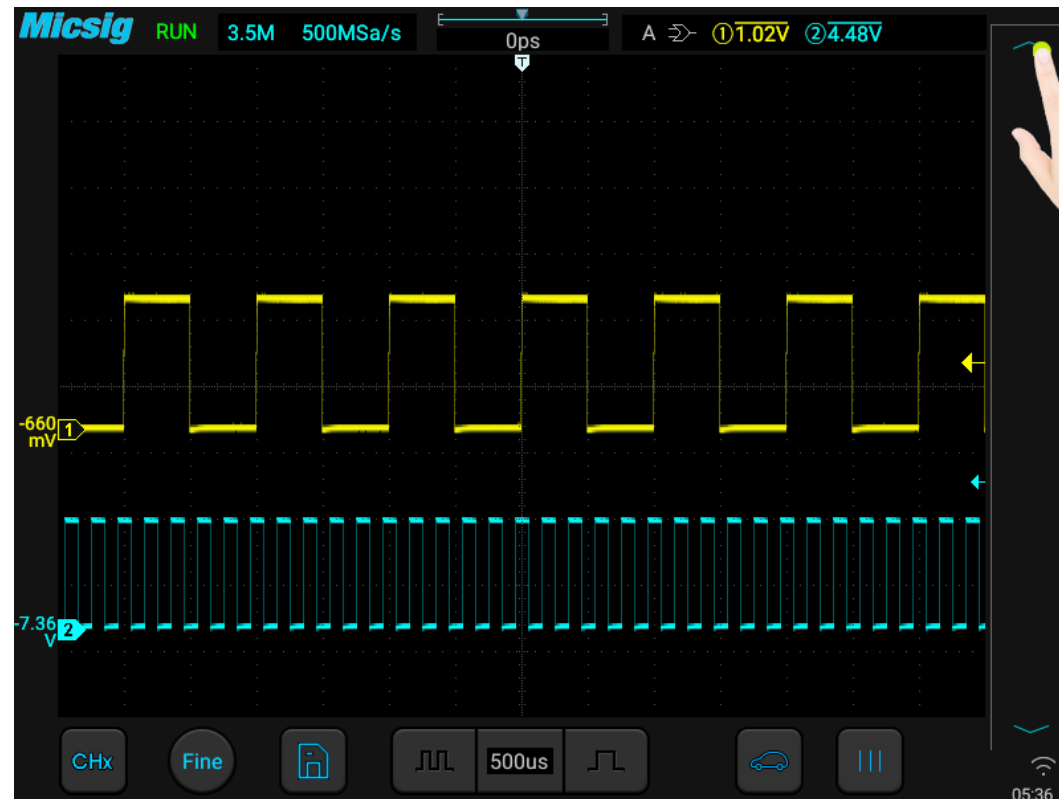 Micsig RUN 3.5M 500MSa/s 0ps A ①1.02V ②4.48V
T
-660
mV
1
-7.36
V
2
CHx Fine 500us
05:36